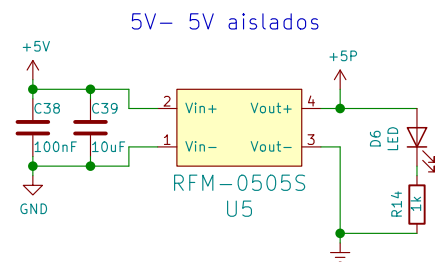 5V- 5V aislados
+5V
+5P
C38
C39
100nF
10uF
2
Vin+
Vout+
4
1
Vin-
Vout-
3
RFM-0505S
U5
D6
LED
R14
1k
GND